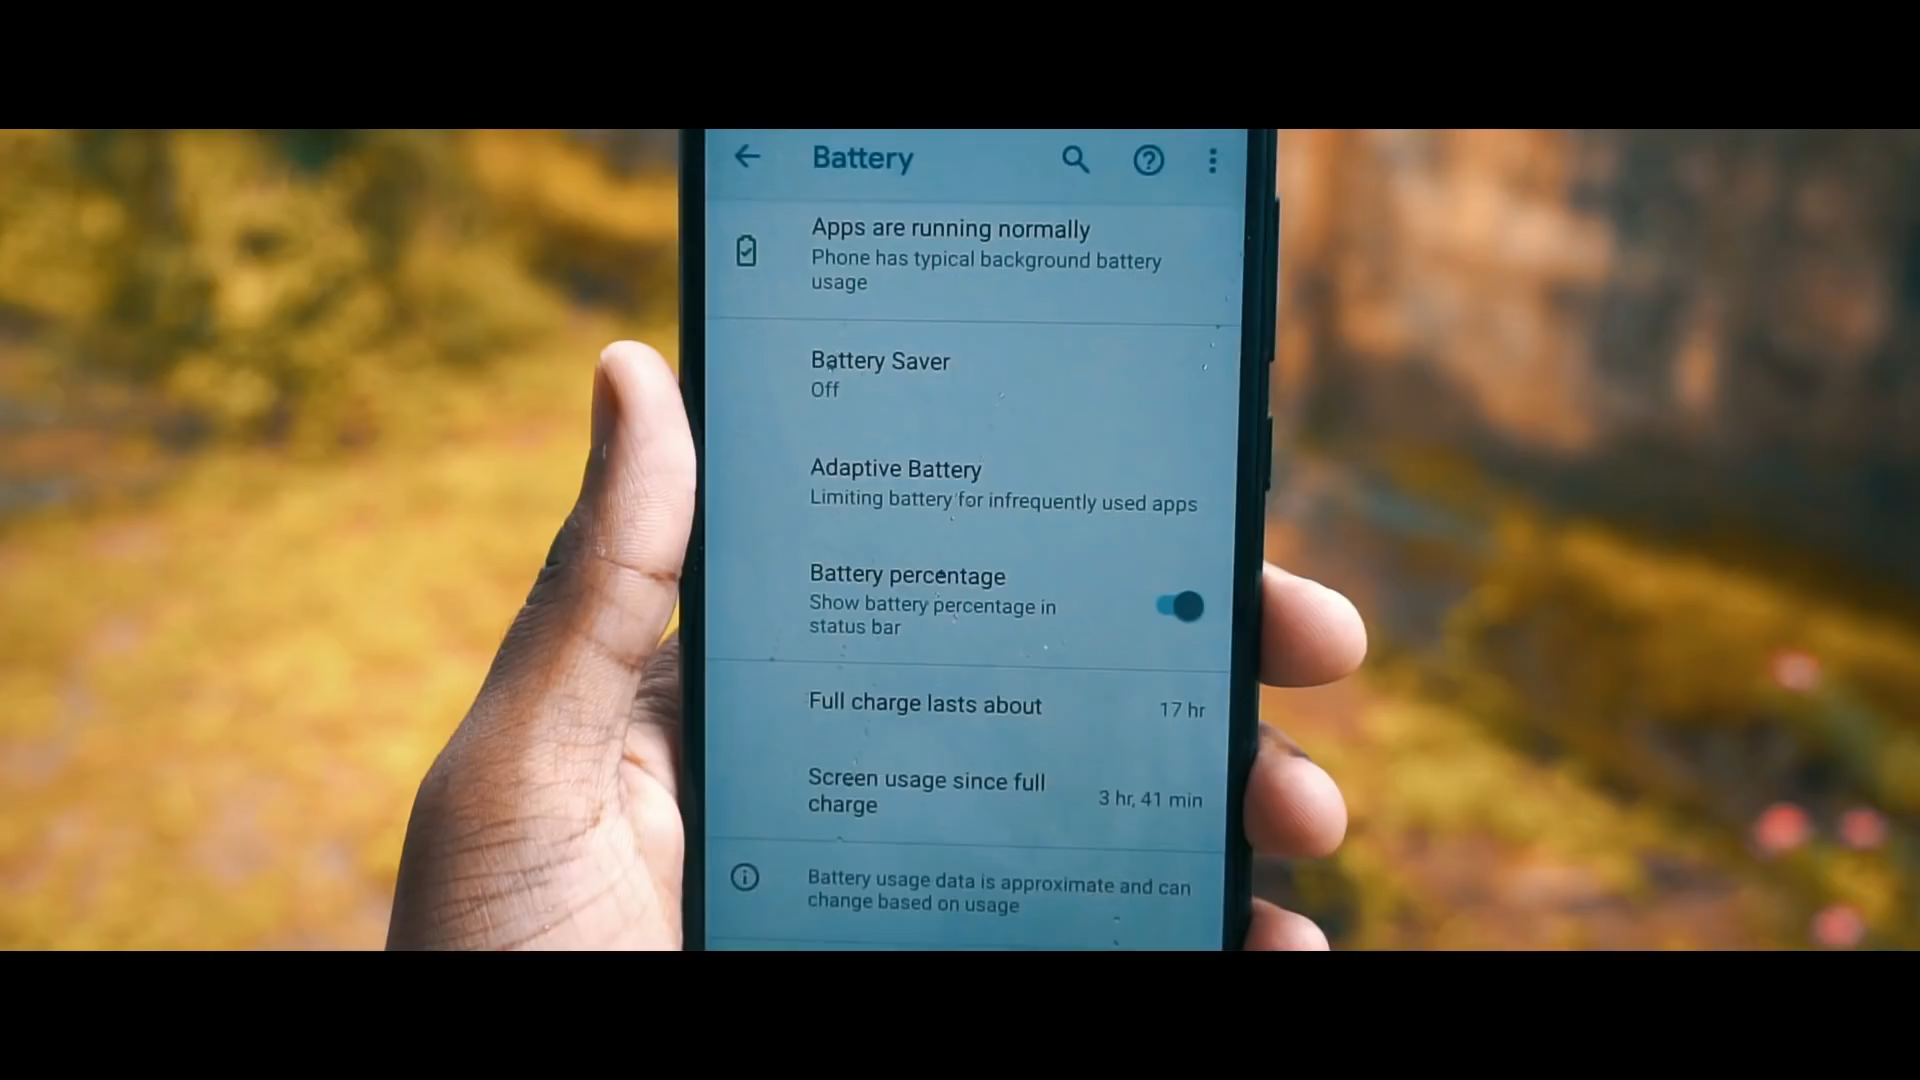 Battery
Apps are running normally
Phone has typical background battery
usage
Battery Saver
Off
Adaptive Battery
Limiting battery for infrequently used apps
Battery percentage
Show battery percentage in
status bar
Full charge lasts about
17 hr
Screen usage since full
charge
3 hr, 41 min
Battery usage data is approximate and can
change based on usage